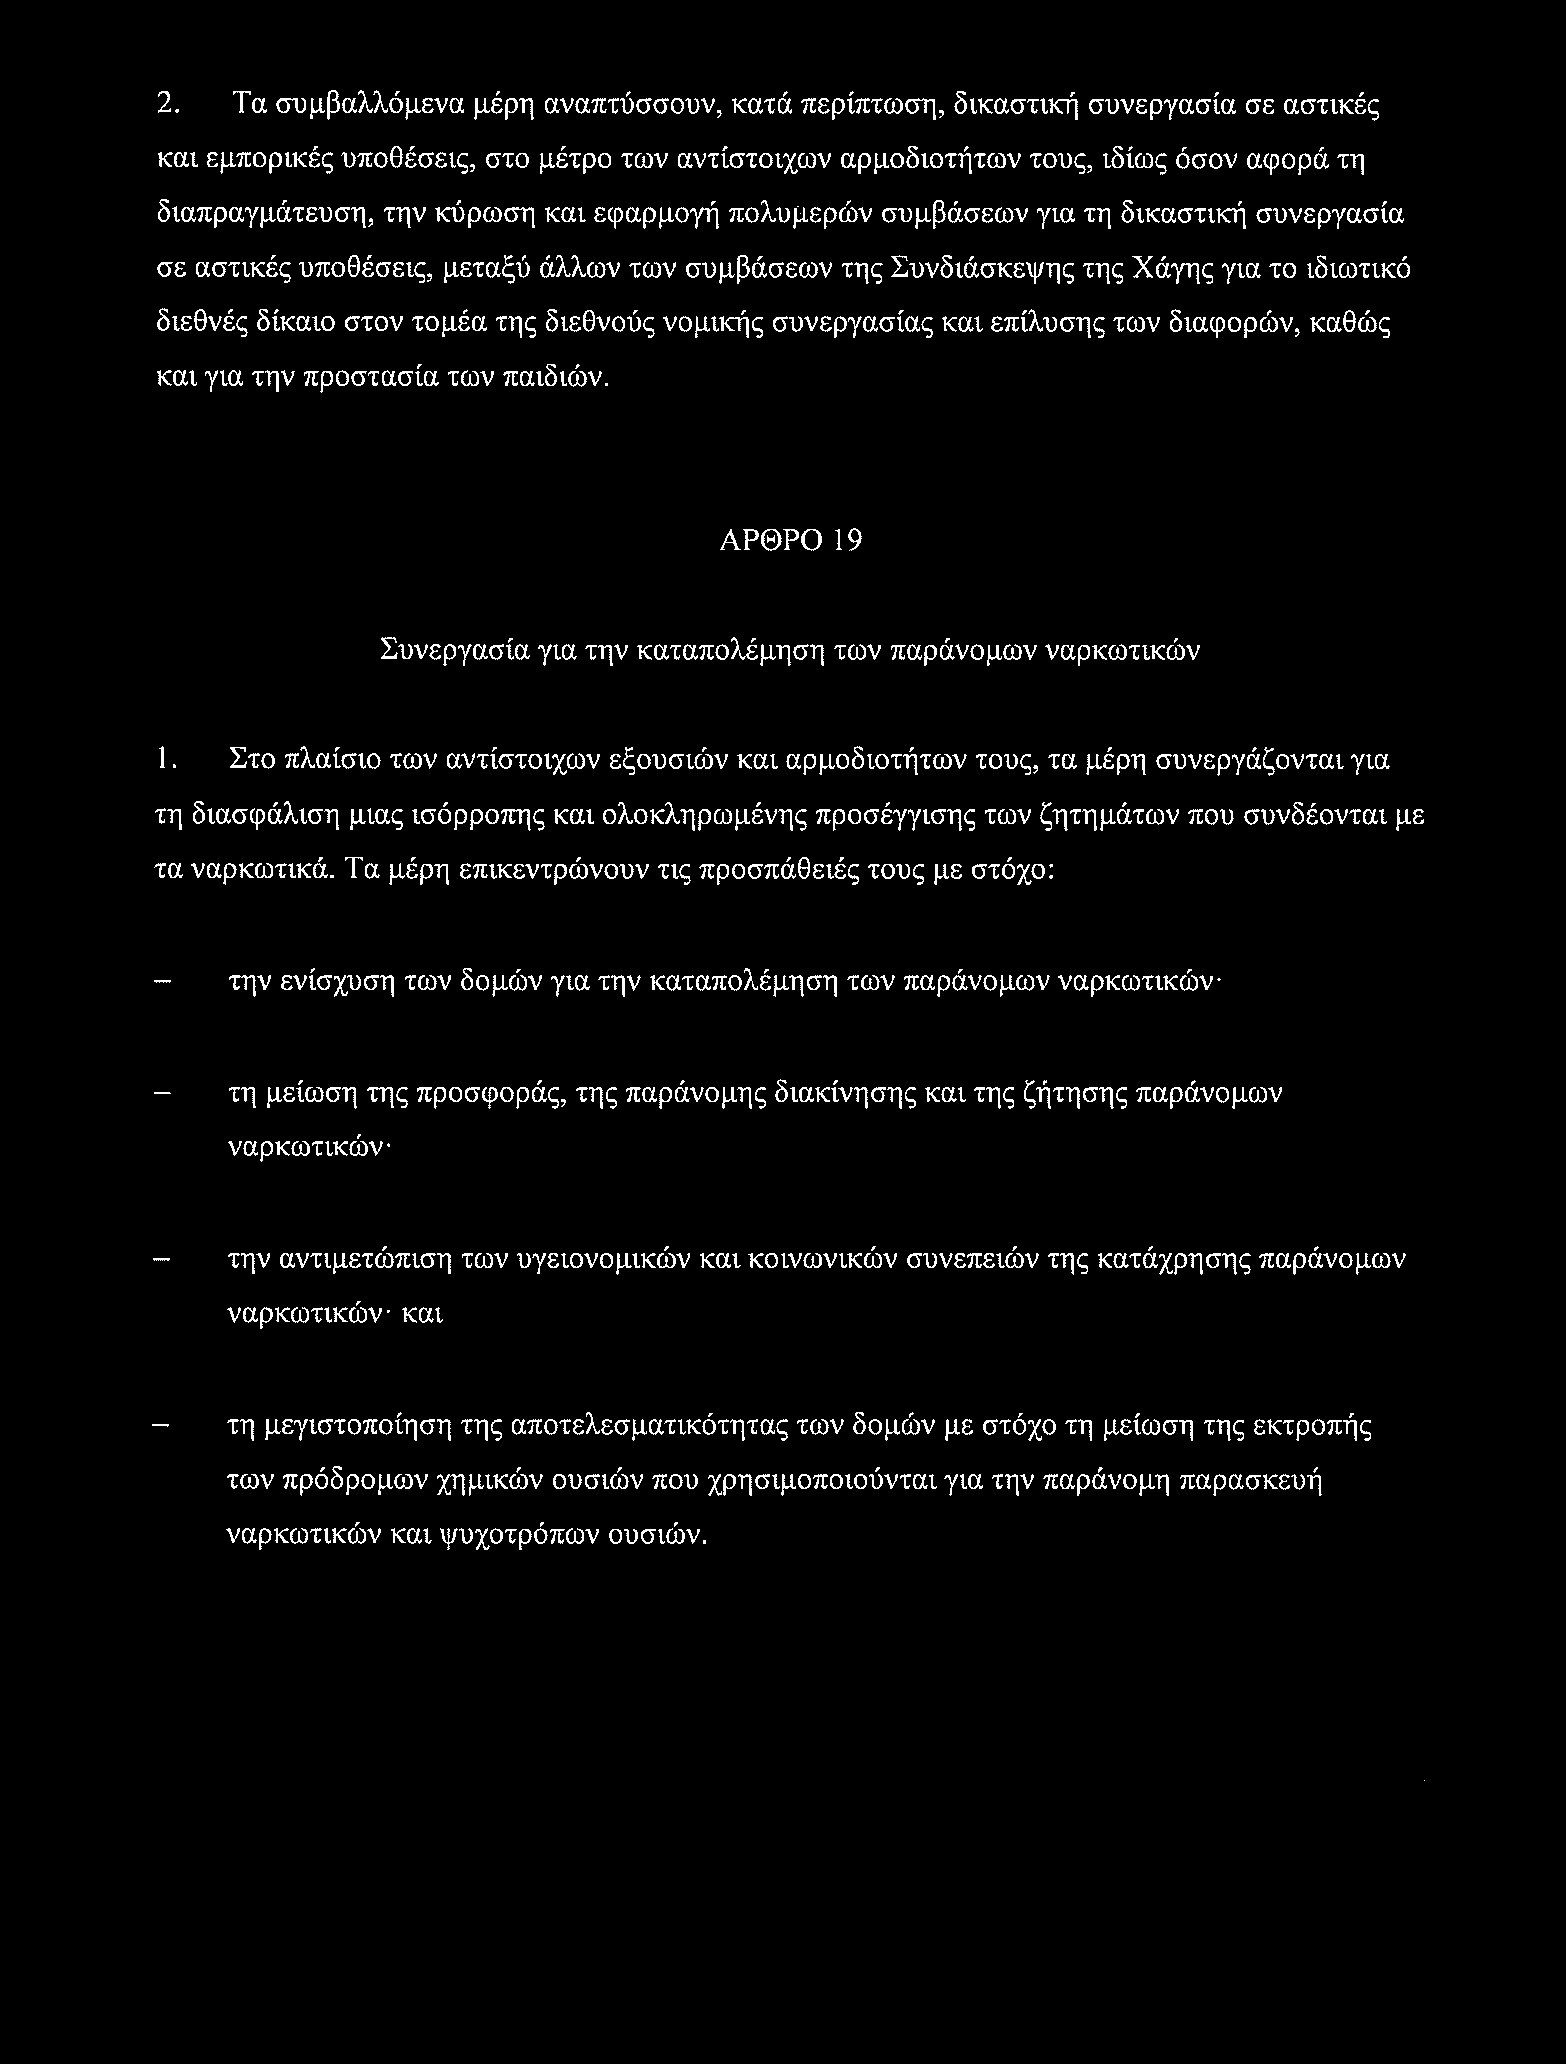 2. Τα συμβαλλόμενα μέρη αναπτύσσουν, κατά περίπτωση, δικαστική συνεργασία σε αστικές
και εμπορικές υποθέσεις, στο μέτρο των αντίστοιχων αρμοδιοτήτων τους, ιδίως όσον αφορά τη
διαπραγμάτευση, την κύρωση και εφαρμογή πολυμερών συμβάσεων για τη δικαστική συνεργασία
σε αστικές υποθέσεις, μεταξύ άλλων των συμβάσεων της Συνδιάσκεψης της Χάγης για το ιδιωτικό
διεθνές δίκαιο στον τομέα της διεθνούς νομικής συνεργασίας και επίλυσης των διαφορών, καθώς
και για την προστασία των παιδιών.
ΑΡΘΡΟ 19
Συνεργασία για την καταπολέμηση των παράνομων ναρκωτικών
1. Στο πλαίσιο των αντίστοιχων εξουσιών και αρμοδιοτήτων τους, τα μέρη συνεργάζονται για
τη διασφάλιση μιας ισόρροπης και ολοκληρωμένης προσέγγισης των ζητημάτων που συνδέονται με
τα ναρκωτικά. Τα μέρη επικεντρώνουν τις προσπάθειές τους με στόχο:
– την ενίσχυση των δομών για την καταπολέμηση των παράνομων ναρκωτικών·
– τη μείωση της προσφοράς, της παράνομης διακίνησης και της ζήτησης παράνομων
ναρκωτικών·
– την αντιμετώπιση των υγειονομικών και κοινωνικών συνεπειών της κατάχρησης παράνομων
ναρκωτικών· και
– τη μεγιστοποίηση της αποτελεσματικότητας των δομών με στόχο τη μείωση της εκτροπής
των πρόδρομων χημικών ουσιών που χρησιμοποιούνται για την παράνομη παρασκευή
ναρκωτικών και ψυχοτρόπων ουσιών.